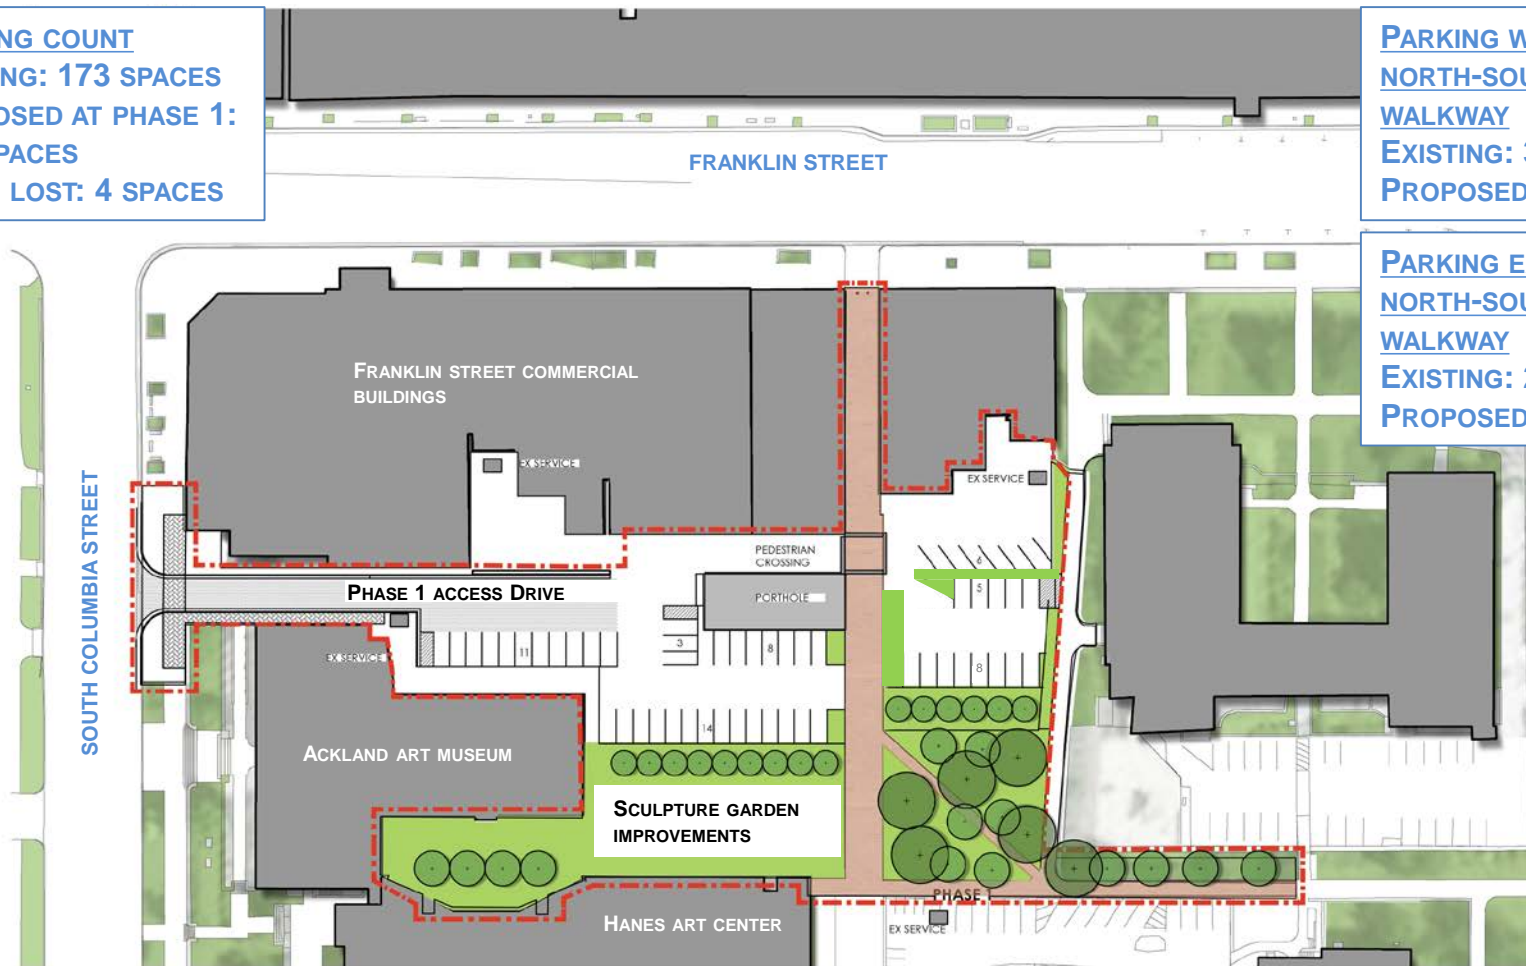 NG COUNT
NG: 173 SPACES
OSED AT PHASE 1:
PACES
LOST: 4 SPACES
PARKING W
NORTH-SOU
WALKWAY
EXISTING: 3
PROPOSED
FRANKLIN STREET
PARKING E
NORTH-SOU
WALKWAY
EXISTING: 2
PROPOSED
FRANKLIN STREET COMMERCIAL
BUILDINGS
EX SERVICE
EX SERVICE
SOUTH COLUMBIA STREET
PEDESTRIAN
CROSSING
6
PHASE 1 ACCESS DRIVE
PORTHOLE
5
EX SERVICE
11
3
8
8
14
ACKLAND ART MUSEUM
SCULPTURE GARDEN
IMPROVEMENTS
PHASE 1
HANES ART CENTER
EX SERVICE